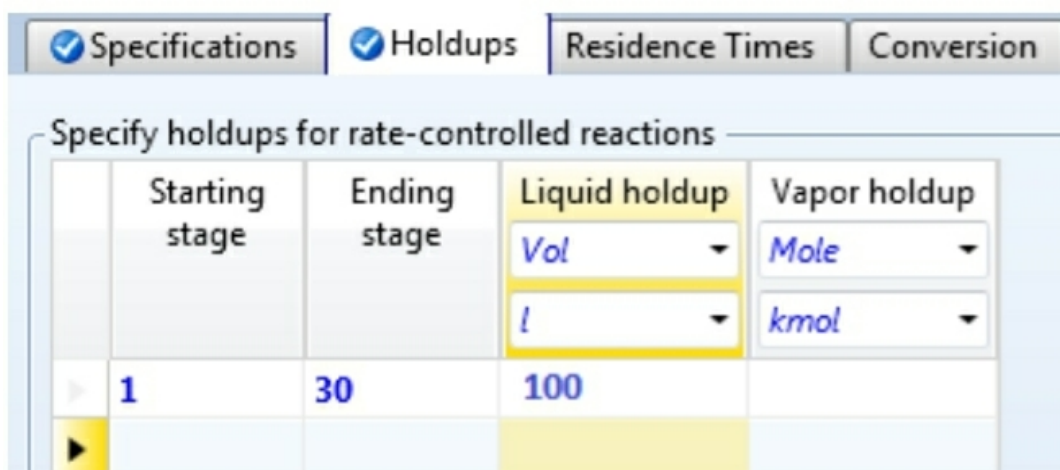 Specifications Holdups Residence Times Conversion
Specify holdups for rate-controlled reactions
Starting stage Ending stage Liquid holdup Vapor holdup
Vol Mole
l kmol
1 30 100